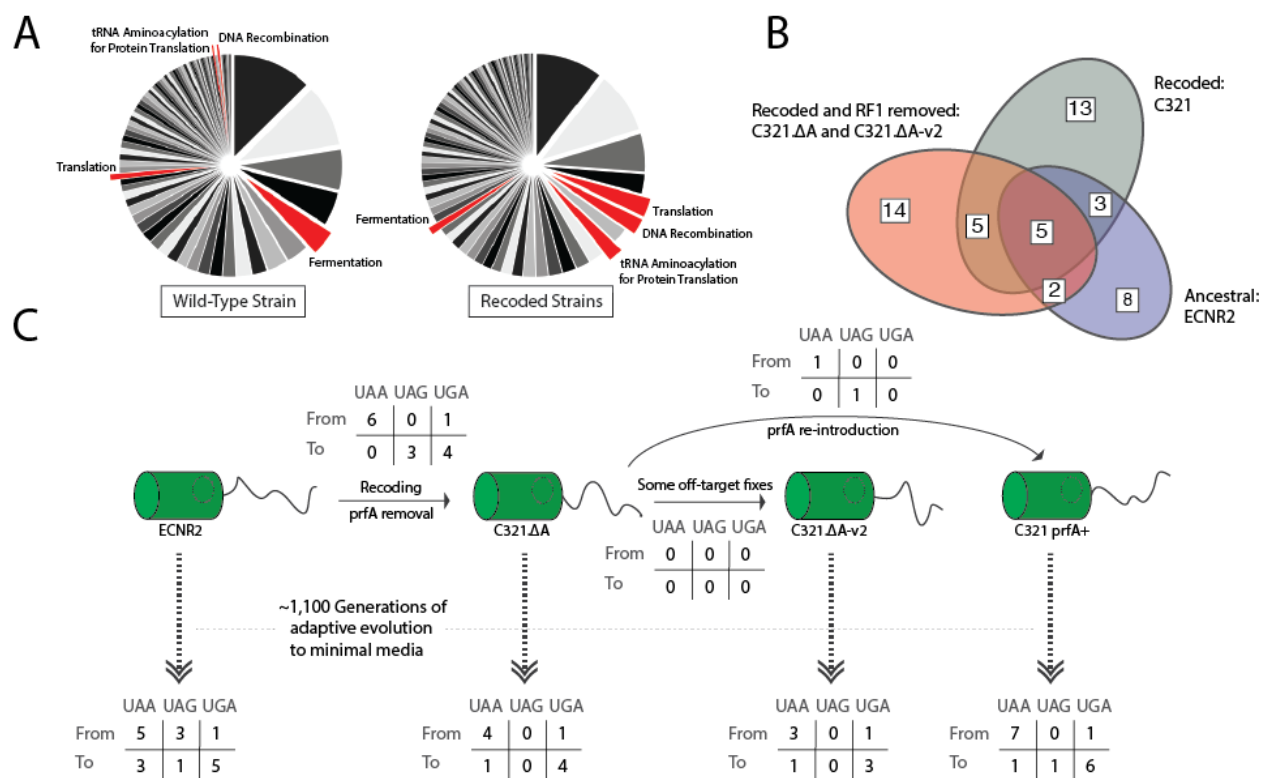 A
tRNA Aminoacylation
for Protein Translation
DNA Recombination
Translation
Fermentation
Wild-Type Strain
Fermentation
Translation
DNA Recombination
tRNA Aminoacylation
for Protein Translation
Recoded Strains
B
Recoded and RF1 removed:
C321.ΔA and C321.ΔA-v2
Recoded:
C321
13
14
5
5
3
2
8
Ancestral:
ECNR2
C
UAA UAG UGA
From 6 0 1
To 0 3 4
Recoding
prfA removal
UAA UAG UGA
From 1 0 0
To 0 1 0
prfA re-introduction
Some off-target fixes
UAA UAG UGA
From 0 0 0
To 0 0 0
ECNR2
C321.ΔA
C321.ΔA-v2
C321 prfA+
~1,100 Generations of
adaptive evolution
to minimal media
UAA UAG UGA
From 5 3 1
To 3 1 5
UAA UAG UGA
From 4 0 1
To 1 0 4
UAA UAG UGA
From 3 0 1
To 1 0 3
UAA UAG UGA
From 7 0 1
To 1 1 6